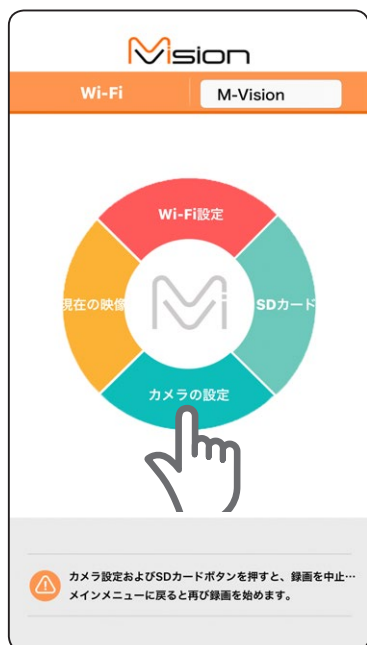 Mvision
Wi-Fi
M-Vision
Wi-Fi設定
現在の映像
SDカード
カメラの設定
カメラ設定およびSDカードボタンを押すと、録画を中止…
メインメニューに戻ると再び録画を始めます。